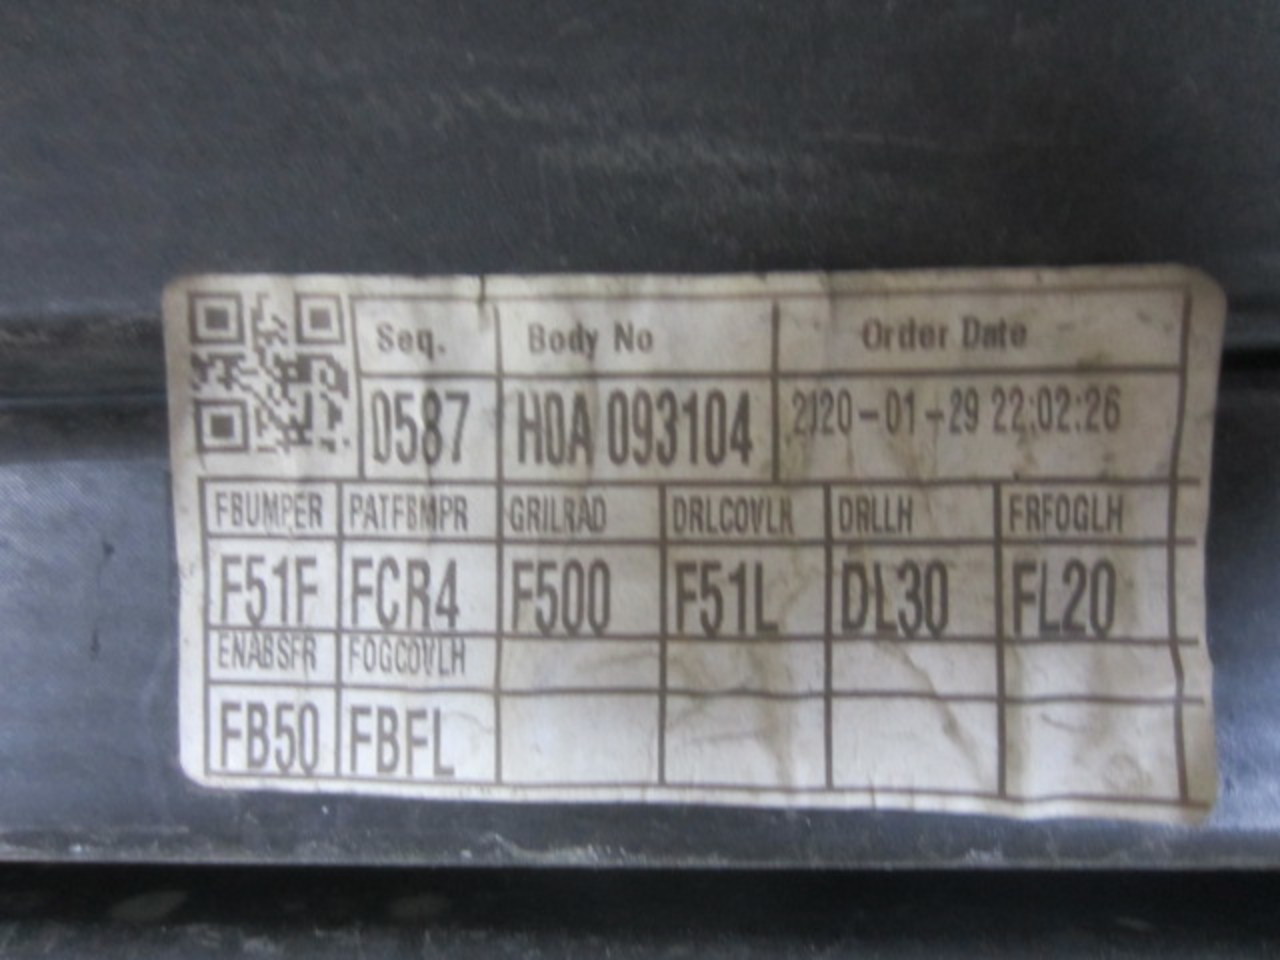 Seq. Body No Order Date
0587 H0A 093104 2020-01-29 22:02:26
FBUMPER PATFBMPR GRILRAD DRLCOVLH DRLLH FRFOGLH
F51F FCR4 F500 F51L DL30 FL20
ENABSFR FOGCOVLH
FB50 FBFL